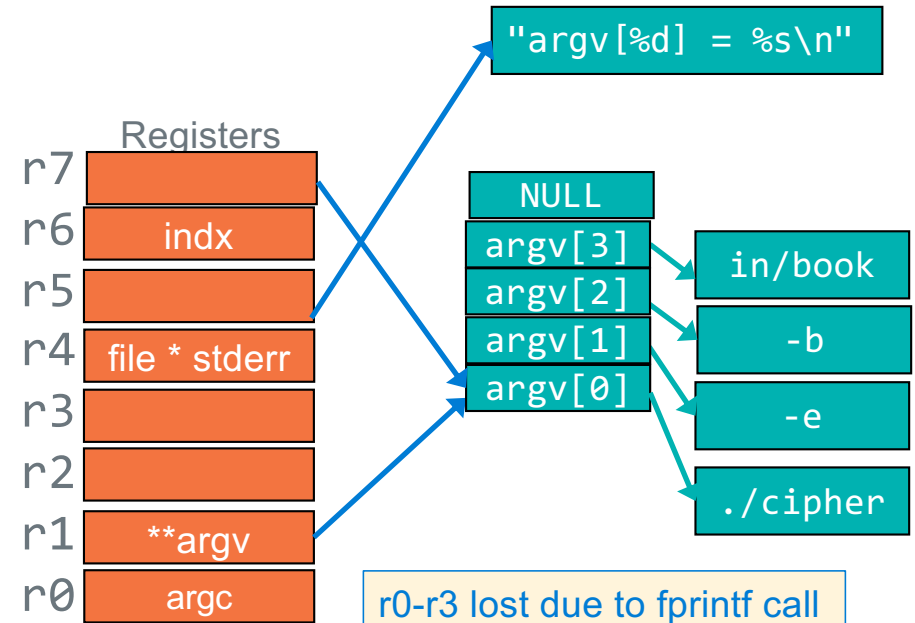 "argv[%d] = %s\n"
Registers
r7
r6 indx
r5
r4 file * stderr
r3
r2
r1 **argv
r0 argc
NULL
argv[3]
argv[2]
argv[1]
argv[0]
in/book
-b
-e
./cipher
r0-r3 lost due to fprintf call